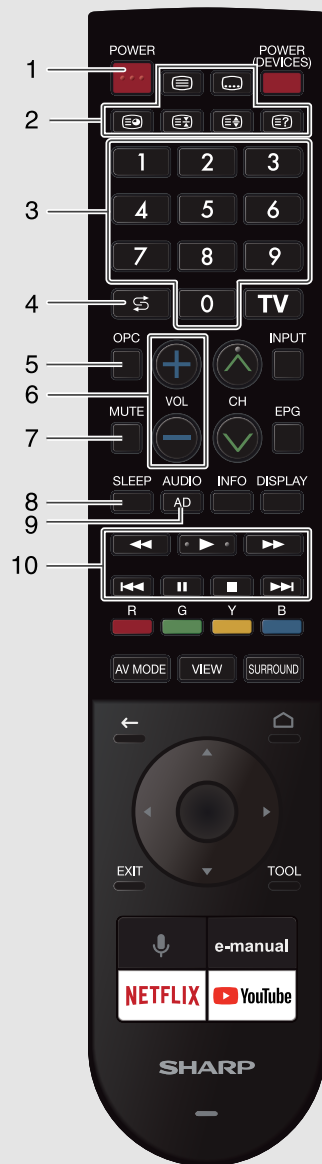 POWER
POWER (DEVICES)
1
2
?
3
1 2 3
4 5 6
7 8 9
4
0 TV
OPC
INPUT
5
6
VOL CH
MUTE
EPG
7
SLEEP AUDIO INFO DISPLAY
8
AD
9
10
R G Y B
AV MODE VIEW SURROUND
EXIT TOOL
e-manual
NETFLIX YouTube
SHARP